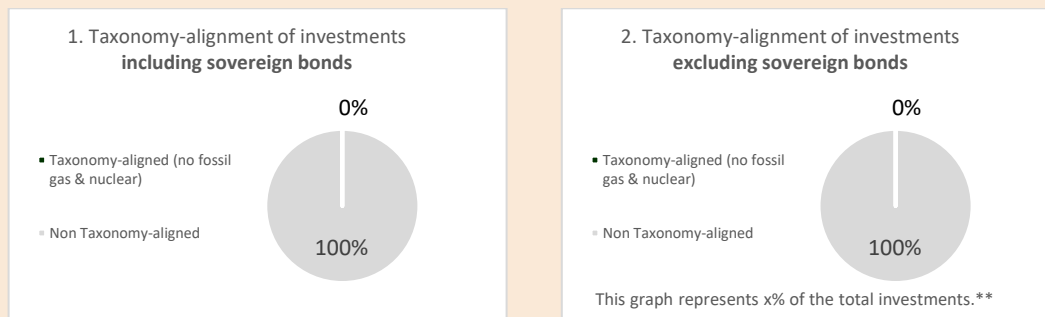 1. Taxonomy-alignment of investments
including sovereign bonds
0%
Taxonomy-aligned (no fossil
gas & nuclear)
Non Taxonomy-aligned
100%
2. Taxonomy-alignment of investments
excluding sovereign bonds
0%
Taxonomy-aligned (no fossil
gas & nuclear)
Non Taxonomy-aligned
100%
This graph represents x% of the total investments.**